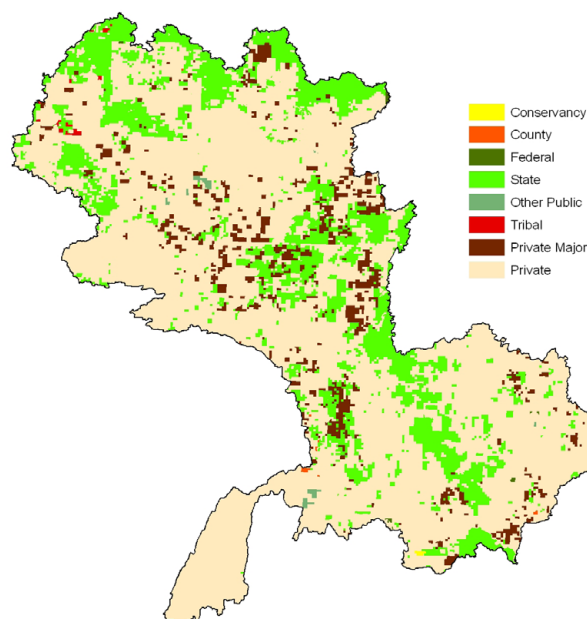 Conservancy
County
Federal
State
Other Public
Tribal
Private Major
Private